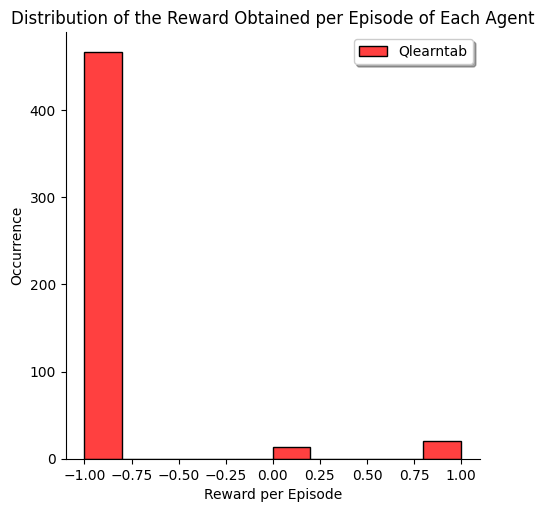 Distribution of the Reward Obtained per Episode of Each Agent
Qlearntab
400
300
200
100
0
Occurrence
−1.00 −0.75 −0.50 −0.25 0.00 0.25 0.50 0.75 1.00
Reward per Episode